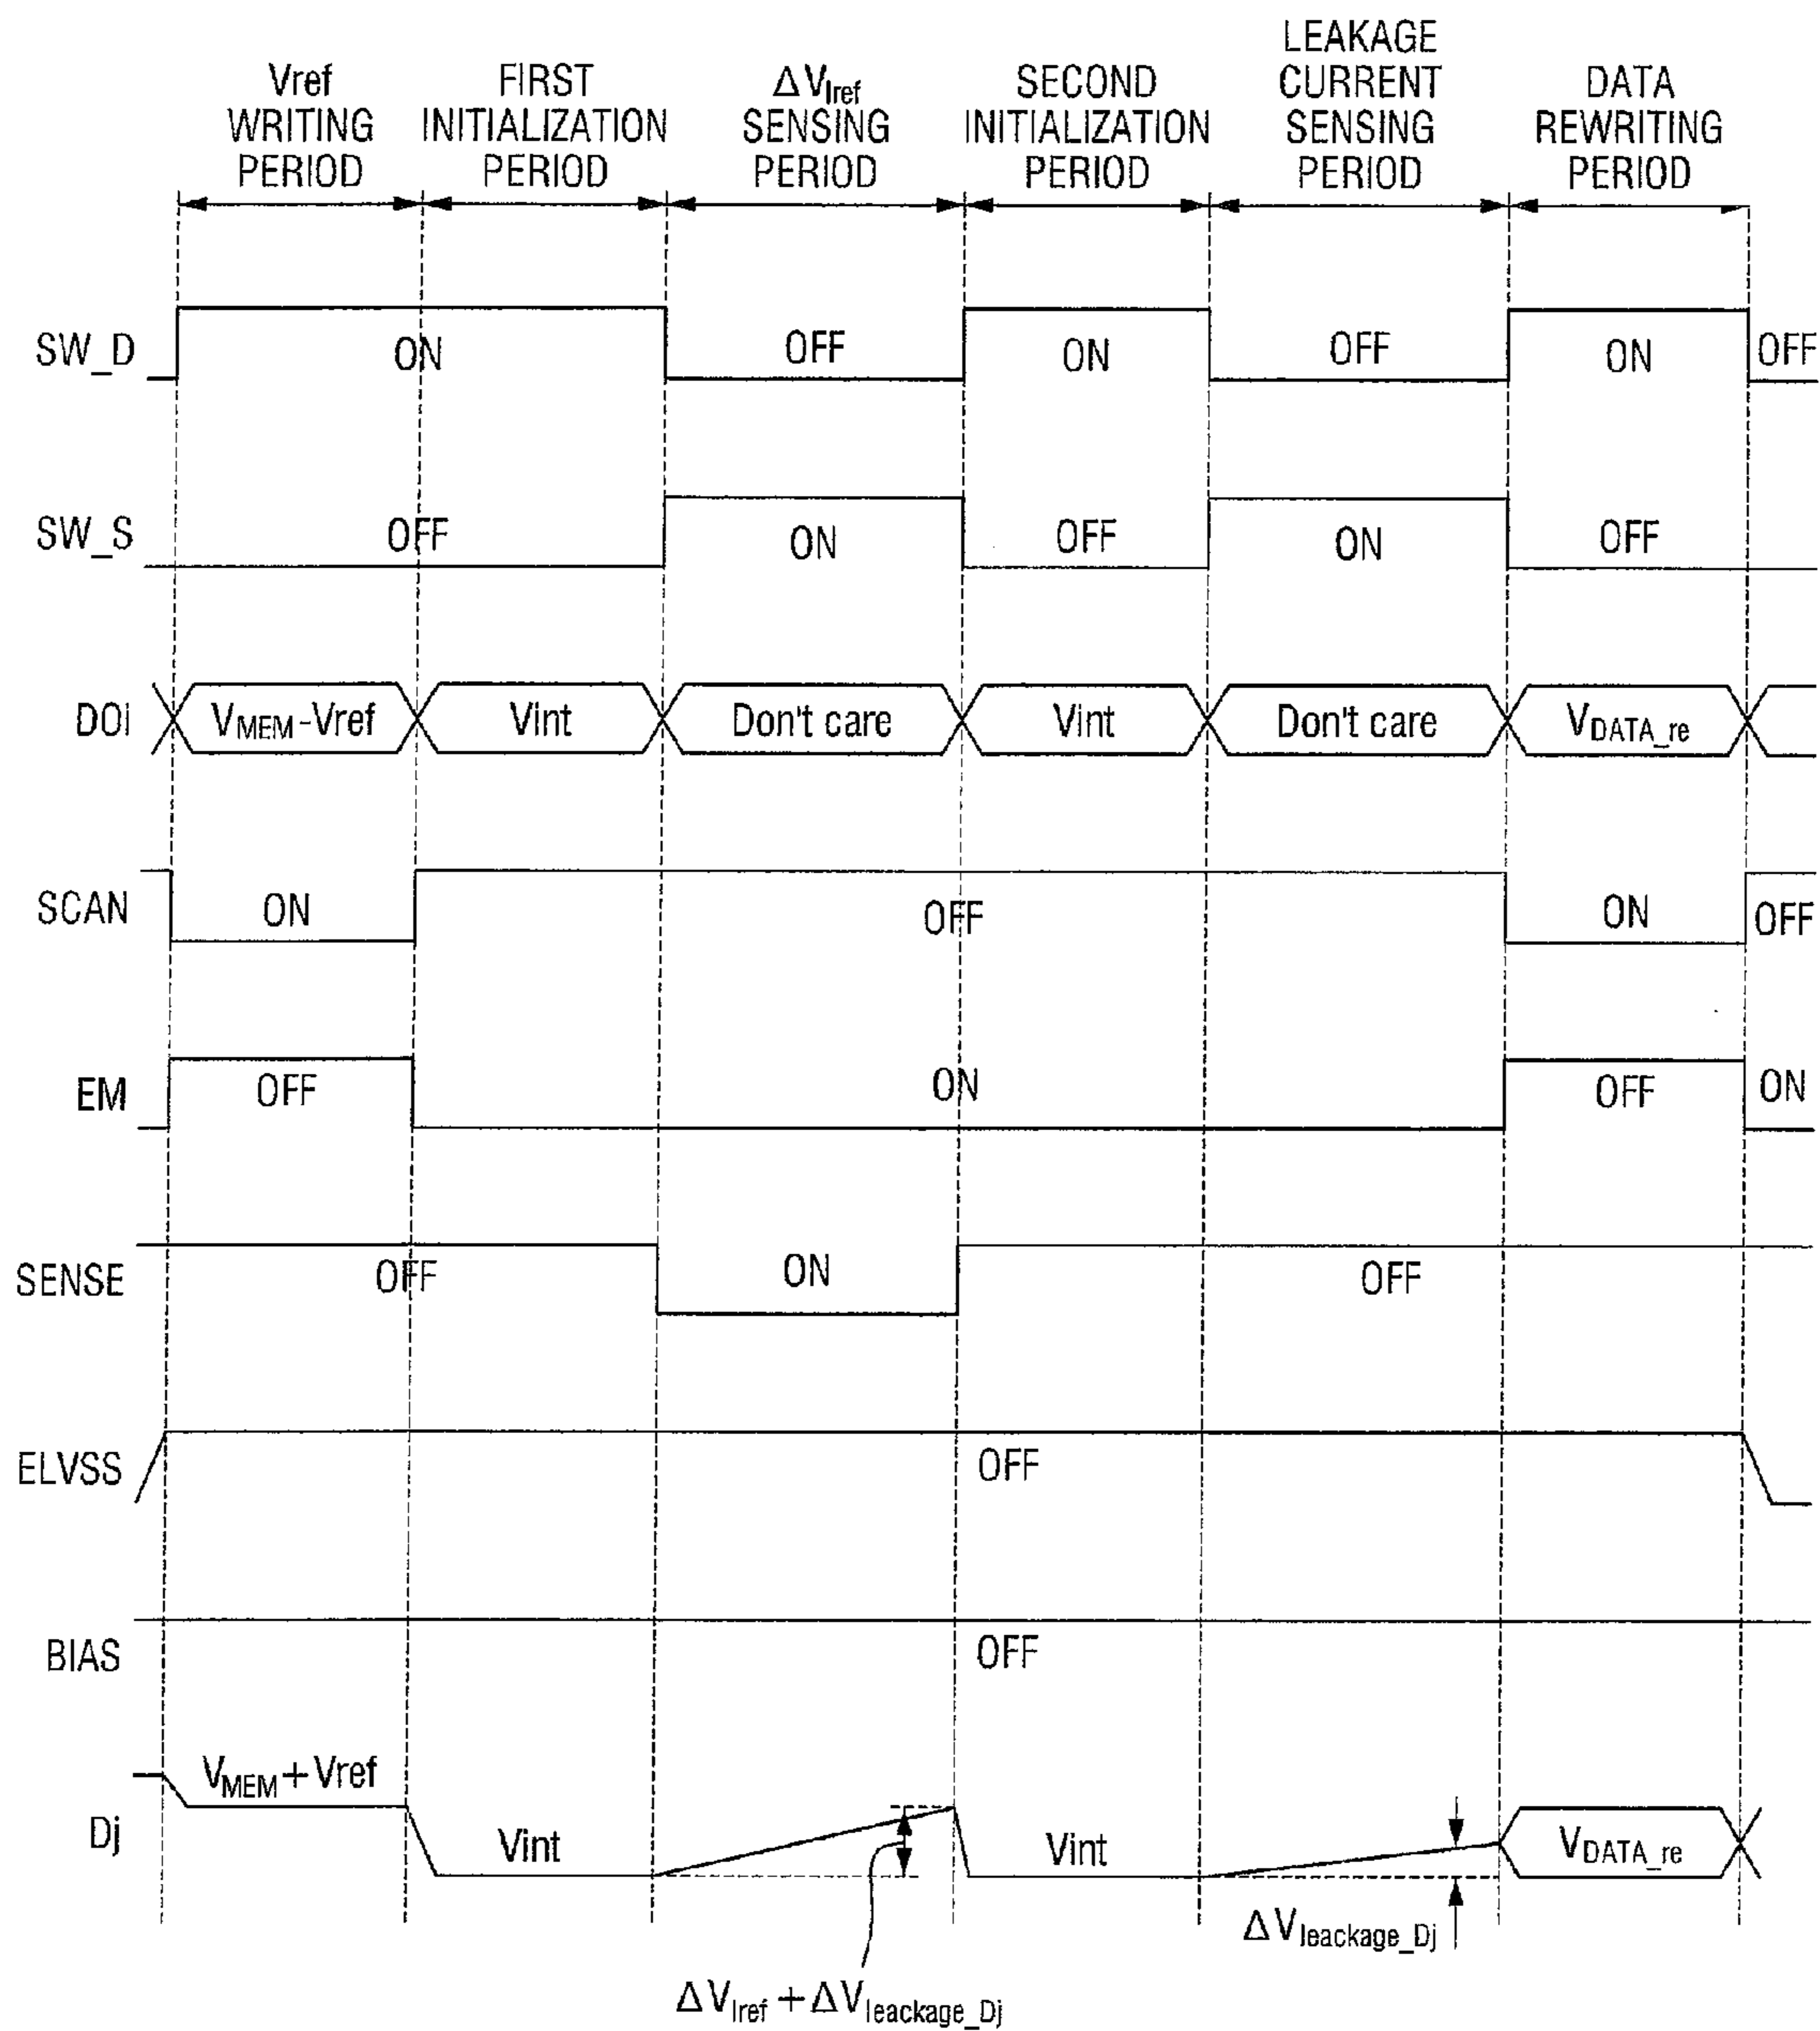 Vref
WRITING
PERIOD
FIRST
INITIALIZATION
PERIOD
ΔVIref
SENSING
PERIOD
SECOND
INITIALIZATION
PERIOD
LEAKAGE
CURRENT
SENSING
PERIOD
DATA
REWRITING
PERIOD
SW_D ON OFF ON OFF ON OFF
SW_S OFF ON OFF ON OFF
DOI VMEM-Vref Vint Don't care Vint Don't care VDATA_re
SCAN ON OFF ON OFF
EM OFF ON OFF ON
SENSE OFF ON OFF
ELVSS OFF
BIAS OFF
Dj VMEM+Vref Vint Vint VDATA_re
ΔVleackage_Dj
ΔVIref+ΔVleackage_Dj